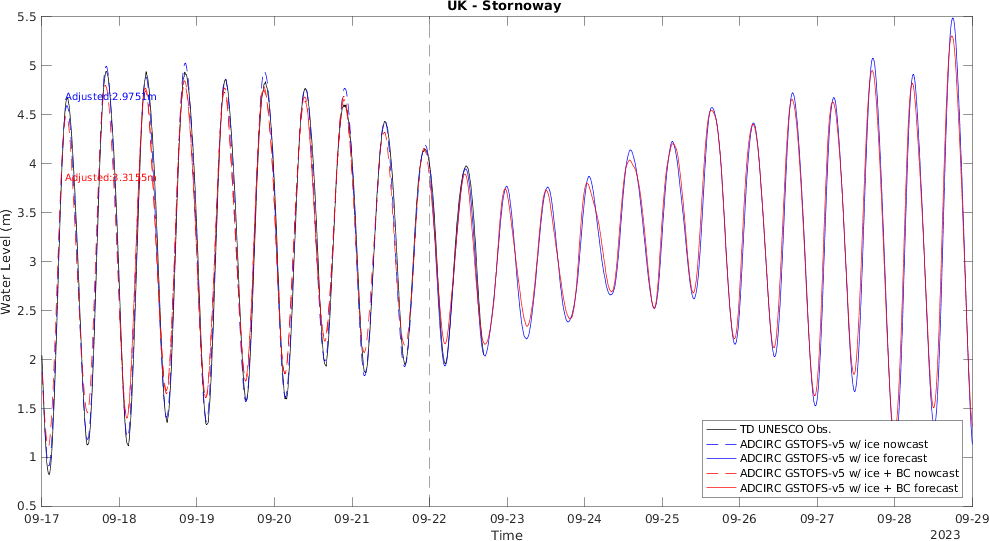 UK - Stornoway
5.5
5
4.5
4
3.5
3
2.5
2
1.5
1
0.5
Water Level (m)
Adjusted:2.9751m
Adjusted:3.3155m
TD UNESCO Obs.
ADCIRC GSTOFS-v5 w/ ice nowcast
ADCIRC GSTOFS-v5 w/ ice forecast
ADCIRC GSTOFS-v5 w/ ice + BC nowcast
ADCIRC GSTOFS-v5 w/ ice + BC forecast
09-17 09-18 09-19 09-20 09-21 09-22 09-23 09-24 09-25 09-26 09-27 09-28 09-29
Time
2023